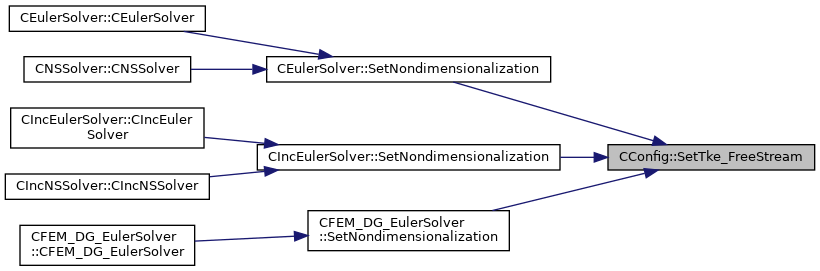 CEulerSolver::CEulerSolver
CNSSolver::CNSSolver
CEulerSolver::SetNondimensionalization
CIncEulerSolver::CIncEuler
Solver
CIncEulerSolver::SetNondimensionalization
CConfig::SetTke_FreeStream
CIncNSSolver::CIncNSSolver
CFEM_DG_EulerSolver
::SetNondimensionalization
CFEM_DG_EulerSolver
::CFEM_DG_EulerSolver